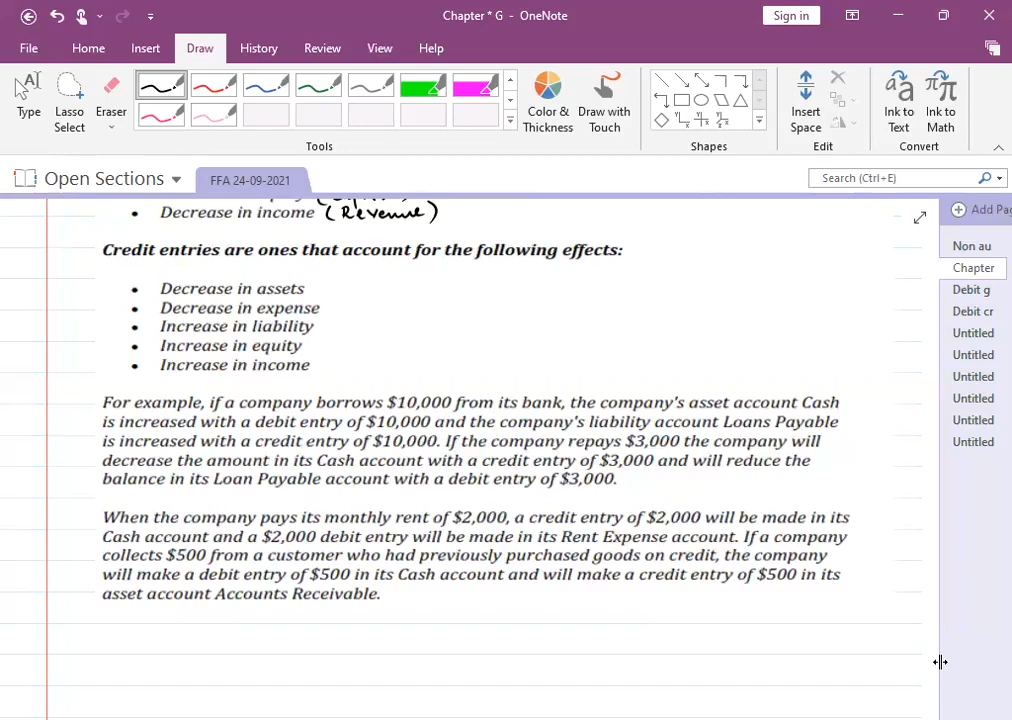 Chapter * G - OneNote
Sign in
File Home Insert Draw History Review View Help
Type
Lasso Select
Eraser
Color & Thickness
Draw with Touch
Insert Space
Ink to Text
Ink to Math
Tools Shapes Edit Convert
Open Sections
FFA 24-09-2021
Search (Ctrl+E)
• Decrease in income (Revenue)
Credit entries are ones that account for the following effects:
• Decrease in assets
• Decrease in expense
• Increase in liability
• Increase in equity
• Increase in income
For example, if a company borrows $10,000 from its bank, the company's asset account Cash
is increased with a debit entry of $10,000 and the company's liability account Loans Payable
is increased with a credit entry of $10,000. If the company repays $3,000 the company will
decrease the amount in its Cash account with a credit entry of $3,000 and will reduce the
balance in its Loan Payable account with a debit entry of $3,000.
When the company pays its monthly rent of $2,000, a credit entry of $2,000 will be made in its
Cash account and a $2,000 debit entry will be made in its Rent Expense account. If a company
collects $500 from a customer who had previously purchased goods on credit, the company
will make a debit entry of $500 in its Cash account and will make a credit entry of $500 in its
asset account Accounts Receivable.
Add Pag
Non au
Chapter
Debit g
Debit cr
Untitled
Untitled
Untitled
Untitled
Untitled
Untitled